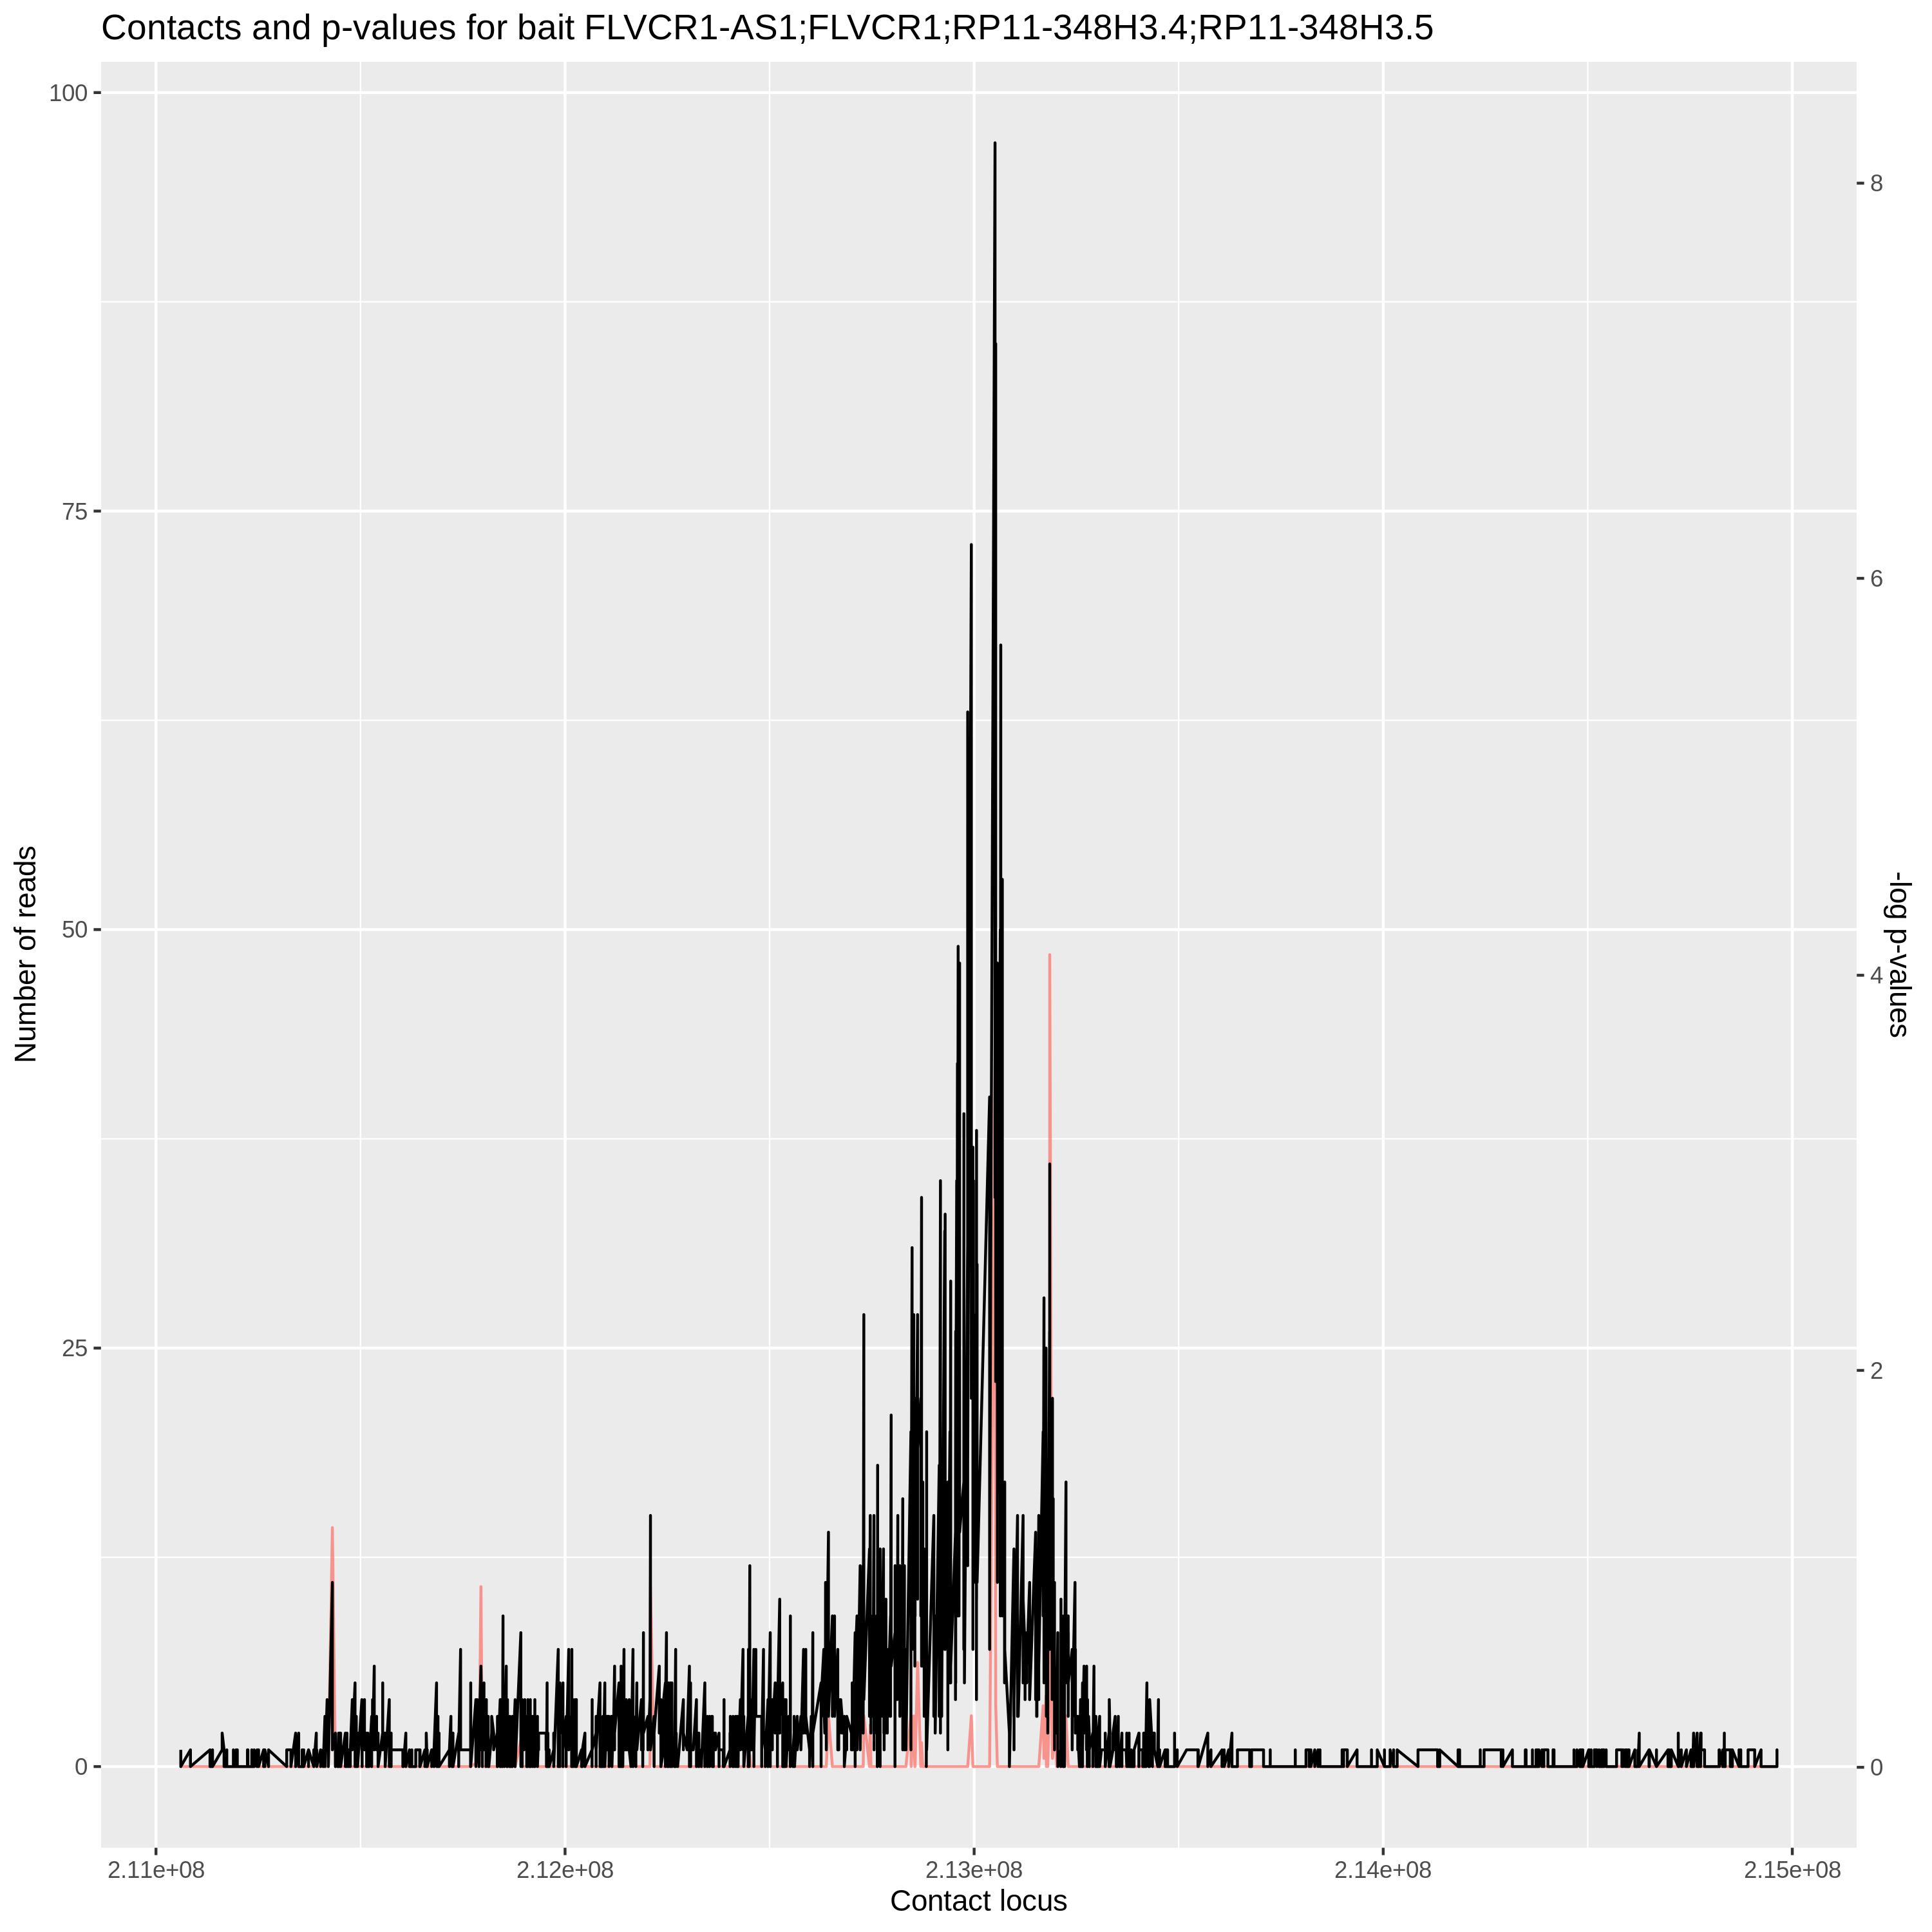 Contacts and p-values for bait FLVCR1-AS1;FLVCR1;RP11-348H3.4;RP11-348H3.5
100
75
50
25
0
Number of reads
8
6
4
2
0
-log p-values
2.11e+08
2.12e+08
2.13e+08
2.14e+08
2.15e+08
Contact locus